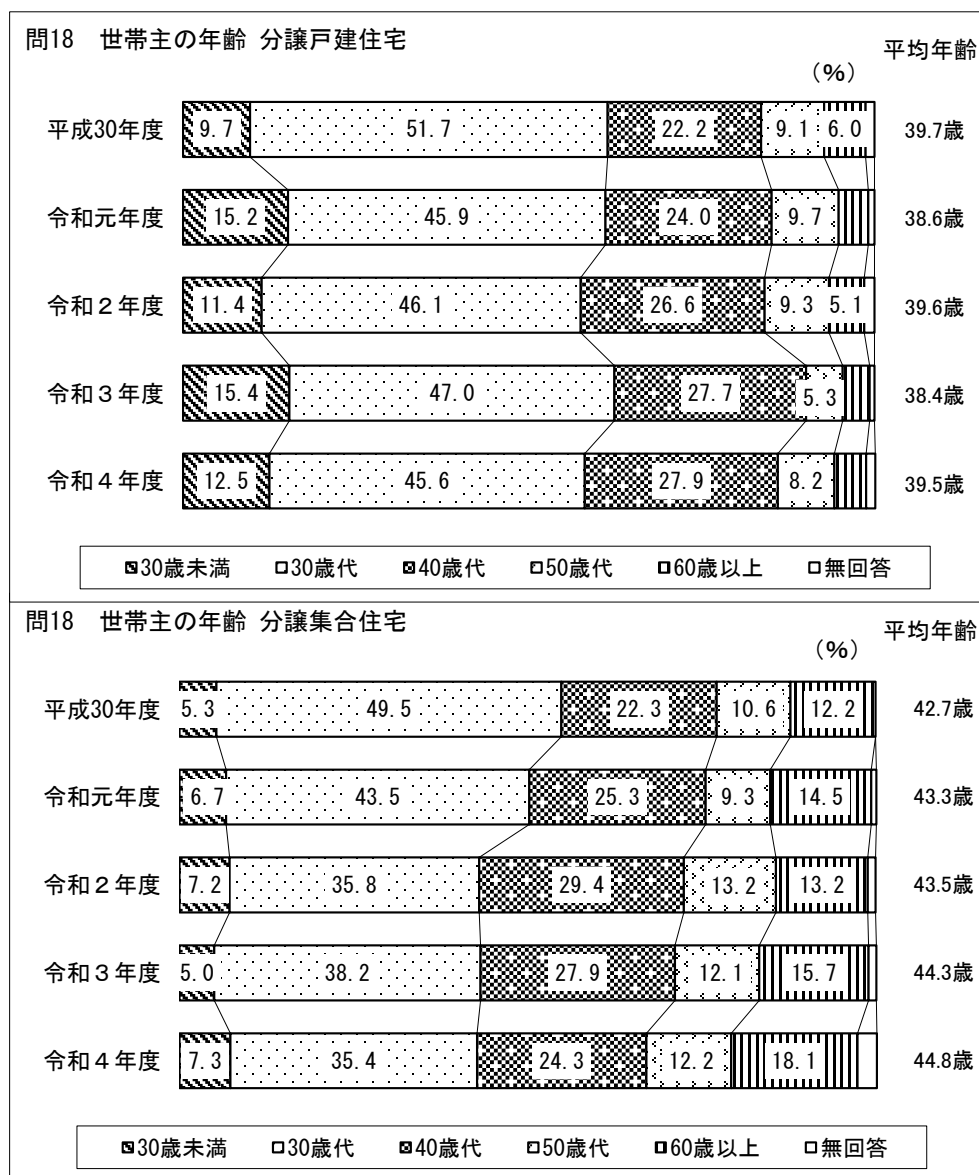 問18　世帯主の年齢 分譲戸建住宅
平均年齢
（%）
平成30年度 9.7 51.7 22.2 9.1 6.0 39.7歳
令和元年度 15.2 45.9 24.0 9.7 38.6歳
令和２年度 11.4 46.1 26.6 9.3 5.1 39.6歳
令和３年度 15.4 47.0 27.7 5.3 38.4歳
令和４年度 12.5 45.6 27.9 8.2 39.5歳
30歳未満 30歳代 40歳代 50歳代 60歳以上 無回答
問18　世帯主の年齢 分譲集合住宅
平均年齢
（%）
平成30年度 5.3 49.5 22.3 10.6 12.2 42.7歳
令和元年度 6.7 43.5 25.3 9.3 14.5 43.3歳
令和２年度 7.2 35.8 29.4 13.2 13.2 43.5歳
令和３年度 5.0 38.2 27.9 12.1 15.7 44.3歳
令和４年度 7.3 35.4 24.3 12.2 18.1 44.8歳
30歳未満 30歳代 40歳代 50歳代 60歳以上 無回答